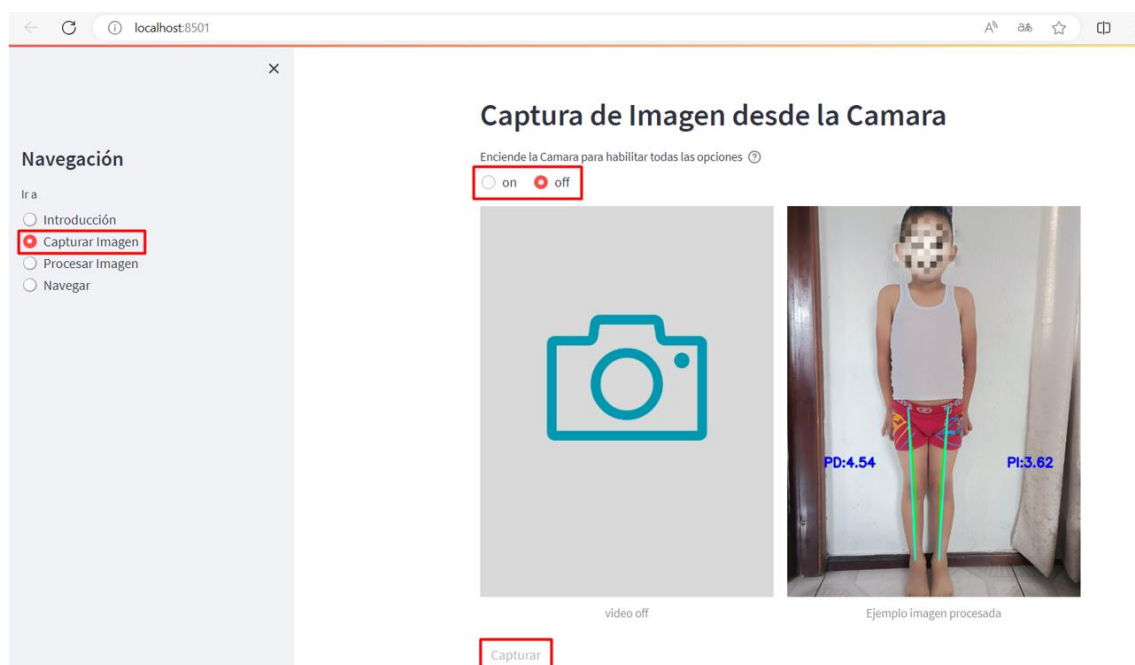 localhost:8501
Captura de Imagen desde la Camara
Navegación
Enciende la Camara para habilitar todas las opciones
on off
Ir a
Introducción
Capturar Imagen
Procesar Imagen
Navegar
PD:4.54 PI:3.62
video off
Ejemplo imagen procesada
Capturar